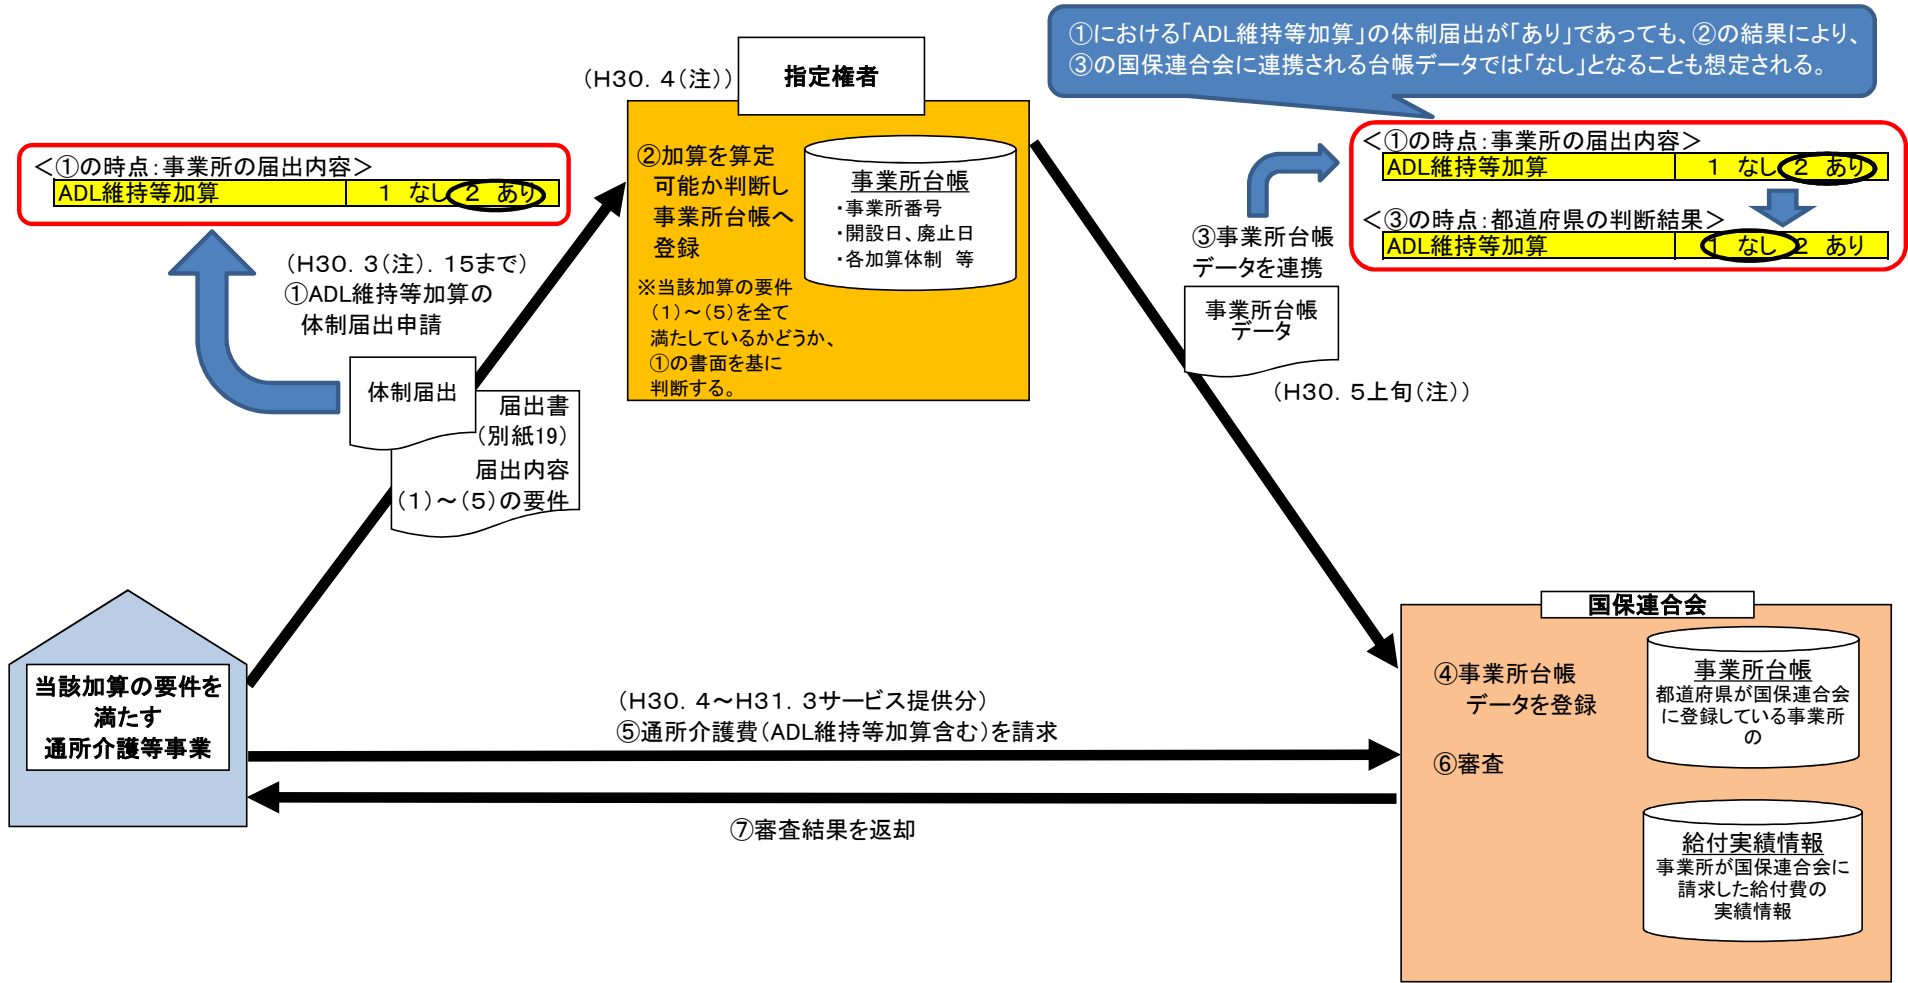 ①における「ADL維持等加算」の体制届出が「あり」であっても、②の結果により、
③の国保連合会に連携される台帳データでは「なし」となることも想定される。
(H30. 4(注))
指定権者
②加算を算定
可能か判断し
事業所台帳へ
登録
※当該加算の要件
(1)～(5)を全て
満たしているかどうか、
①の書面を基に
判断する。
事業所台帳
・事業所番号
・開設日、廃止日
・各加算体制 等
＜①の時点:事業所の届出内容＞
ADL維持等加算 1 なし 2 あり
(H30. 3(注). 15まで)
①ADL維持等加算の
体制届出申請
体制届出
届出書
(別紙19)
届出内容
(1)～(5)の要件
＜①の時点:事業所の届出内容＞
ADL維持等加算 1 なし 2 あり
＜③の時点:都道府県の判断結果＞
ADL維持等加算 1 なし 2 あり
③事業所台帳
データを連携
事業所台帳
データ
(H30. 5上旬(注))
当該加算の要件を
満たす
通所介護等事業
(H30. 4～H31. 3サービス提供分)
⑤通所介護費(ADL維持等加算含む)を請求
⑦審査結果を返却
国保連合会
④事業所台帳
データを登録
⑥審査
事業所台帳
都道府県が国保連合会
に登録している事業所
の
給付実績情報
事業所が国保連合会に
請求した給付費の
実績情報